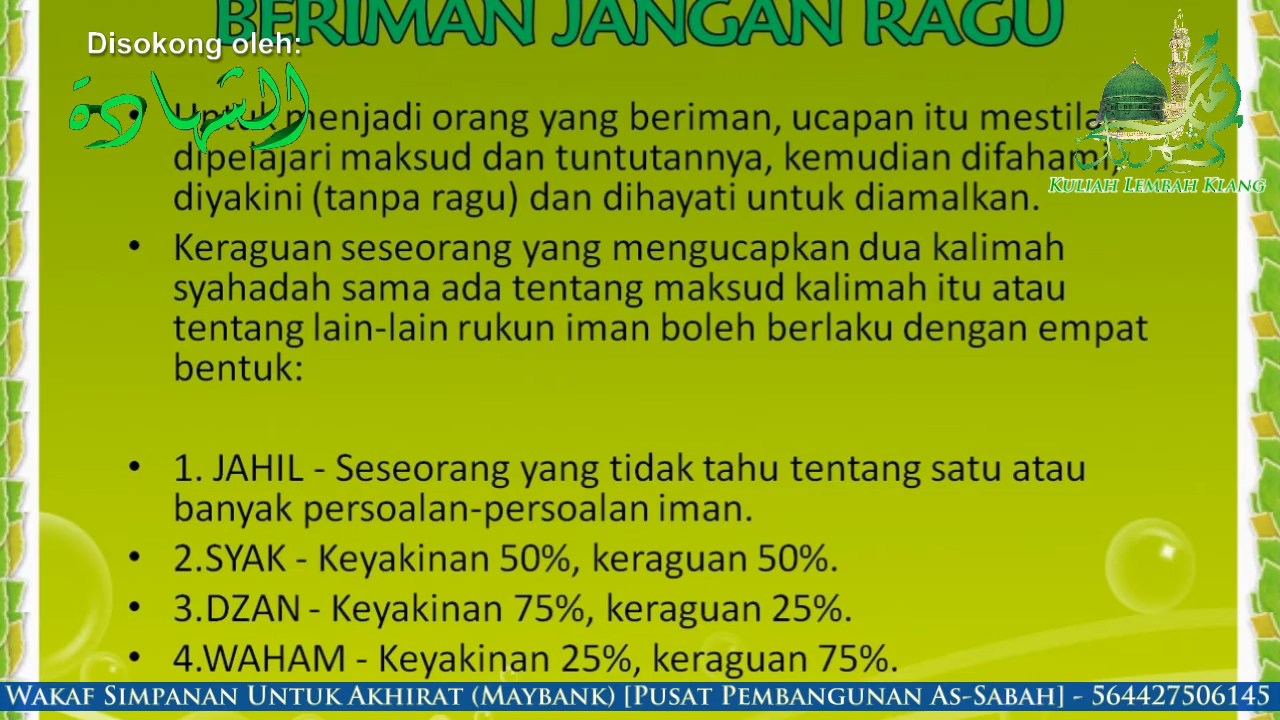 BERIMAN JANGAN RAGU
Disokong oleh:
الشهادة
• Untuk menjadi orang yang beriman, ucapan itu mestilah
dipelajari maksud dan tuntutannya, kemudian difahami,
diyakini (tanpa ragu) dan dihayati untuk diamalkan.
KULIAH LEMBAH KLANG
• Keraguan seseorang yang mengucapkan dua kalimah
syahadah sama ada tentang maksud kalimah itu atau
tentang lain-lain rukun iman boleh berlaku dengan empat
bentuk:
• 1. JAHIL - Seseorang yang tidak tahu tentang satu atau
banyak persoalan-persoalan iman.
• 2.SYAK - Keyakinan 50%, keraguan 50%.
• 3.DZAN - Keyakinan 75%, keraguan 25%.
• 4.WAHAM - Keyakinan 25%, keraguan 75%.
WAKAF SIMPANAN UNTUK AKHIRAT (MAYBANK) [PUSAT PEMBANGUNAN AS-SABAH] - 564427506145